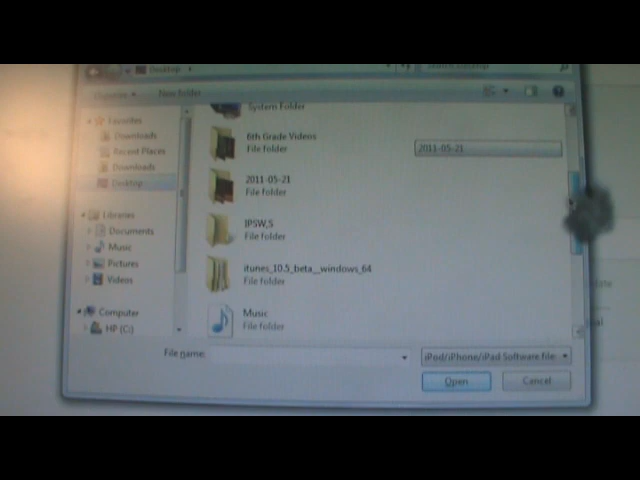 Desktop
Organize
New folder
System Folder
Favorites
Downloads
Recent Places
Downloads
Desktop
Libraries
Documents
Music
Pictures
Videos
Computer
HP (C:)
6th Grade Videos
File folder
2011-05-21
2011-05-21
File folder
IPSW,S
File folder
itunes_10.5_beta__windows_64
File folder
Music
File folder
File name:
iPod/iPhone/iPad Software file
Open
Cancel